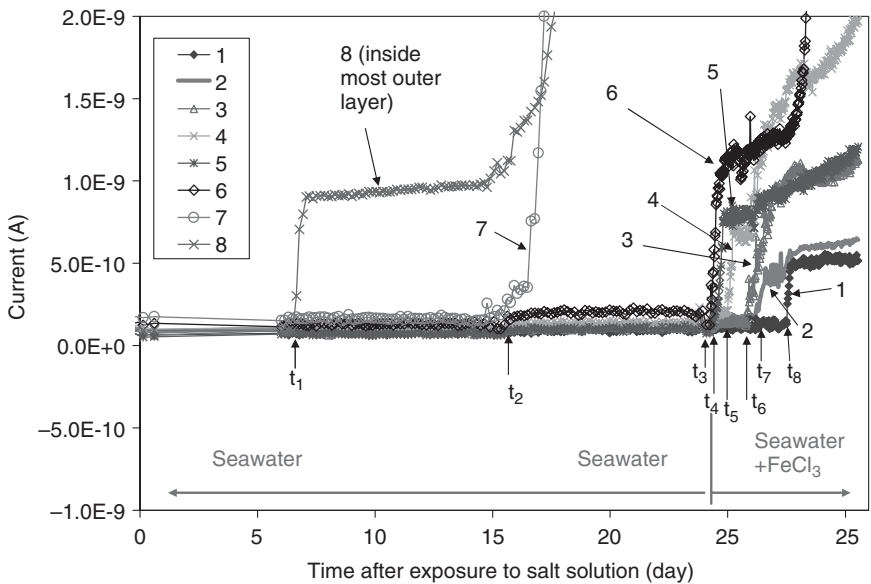 2.0E-9
1.5E-9
1.0E-9
5.0E-10
0.0E+0
−5.0E-10
−1.0E-9
Current (A)
1
2
3
4
5
6
7
8
8 (inside
most outer
layer)
7
6
5
4
3
2
1
t1
t2
t3
t4
t5
t6
t7
t8
Seawater
Seawater
Seawater
+FeCl3
0
5
10
15
20
25
25
Time after exposure to salt solution (day)